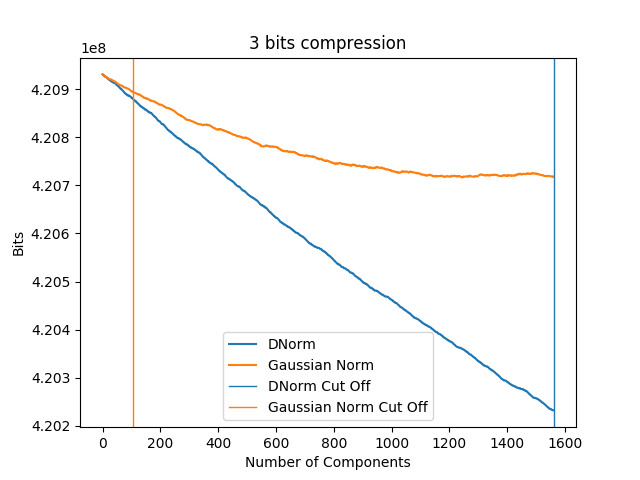 3 bits compression
1e8
4.209
4.208
4.207
4.206
4.205
4.204
4.203
4.202
Bits
DNorm
Gaussian Norm
DNorm Cut Off
Gaussian Norm Cut Off
0 200 400 600 800 1000 1200 1400 1600
Number of Components